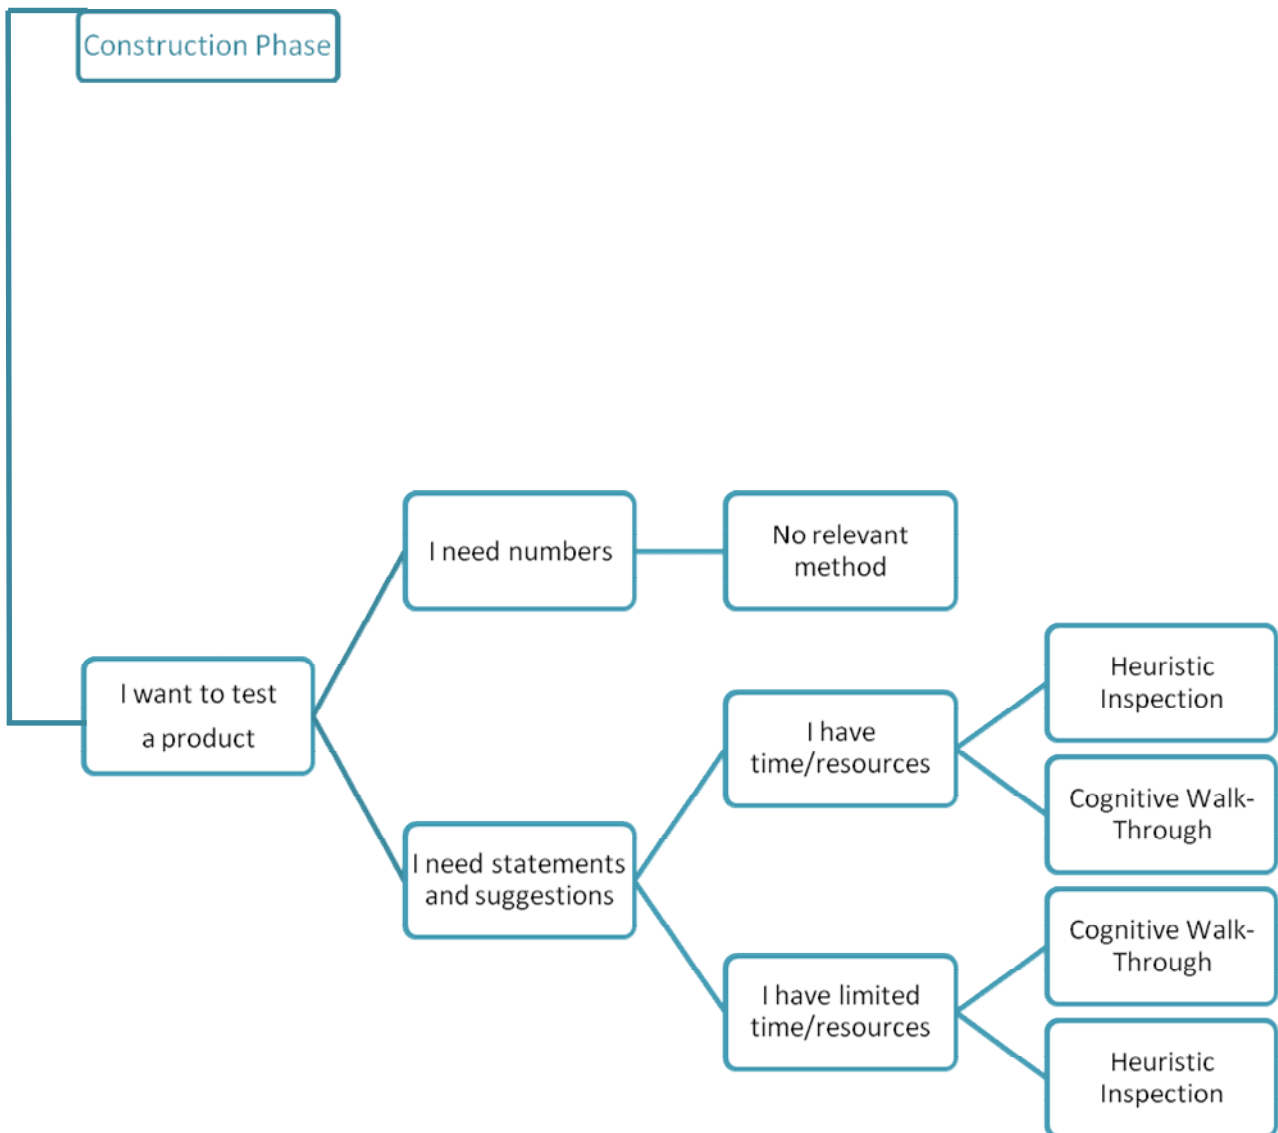 Construction Phase
I need numbers
No relevant
method
I want to test
a product
Heuristic
Inspection
I have
time/resources
Cognitive Walk-
Through
I need statements
and suggestions
Cognitive Walk-
Through
I have limited
time/resources
Heuristic
Inspection